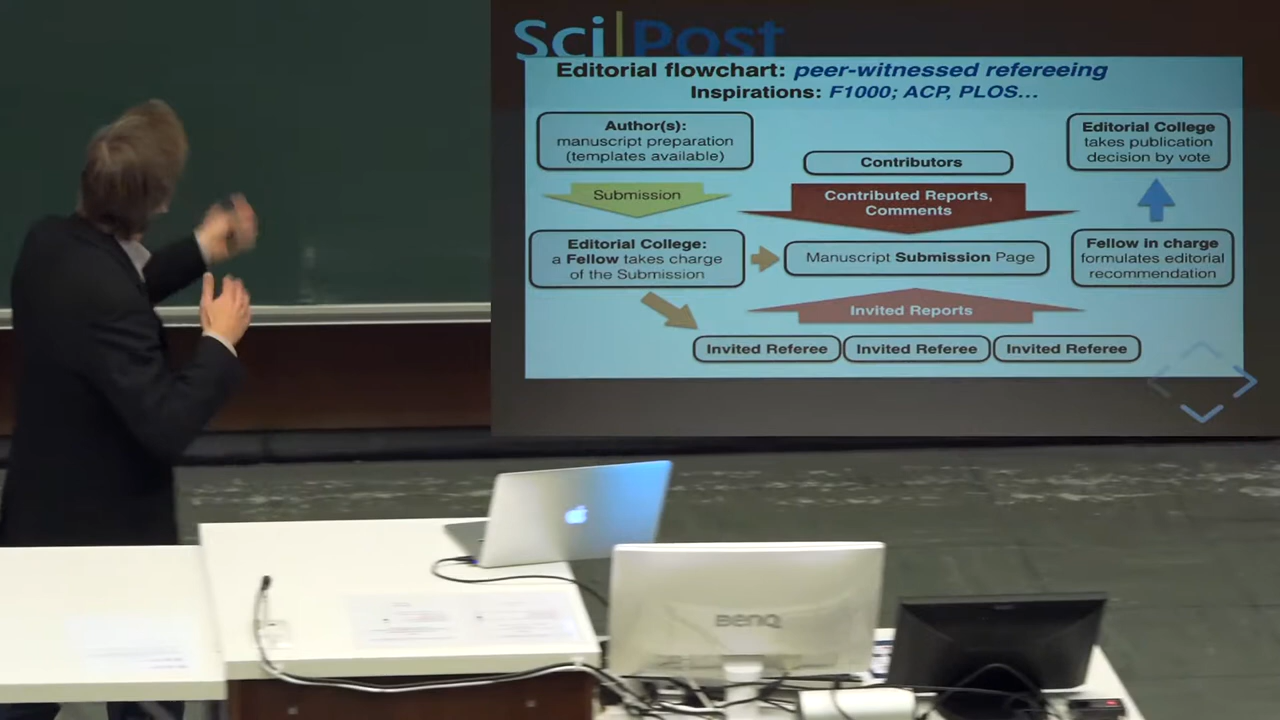 Sci|Post
Editorial flowchart: peer-witnessed refereeing
Inspirations: F1000; ACP, PLOS...
Author(s):
manuscript preparation
(templates available)
Submission
Editorial College:
a Fellow takes charge
of the Submission
Contributors
Contributed Reports,
Comments
Manuscript Submission Page
Invited Reports
Invited Referee
Invited Referee
Invited Referee
Editorial College
takes publication
decision by vote
Fellow in charge
formulates editorial
recommendation
BenQ